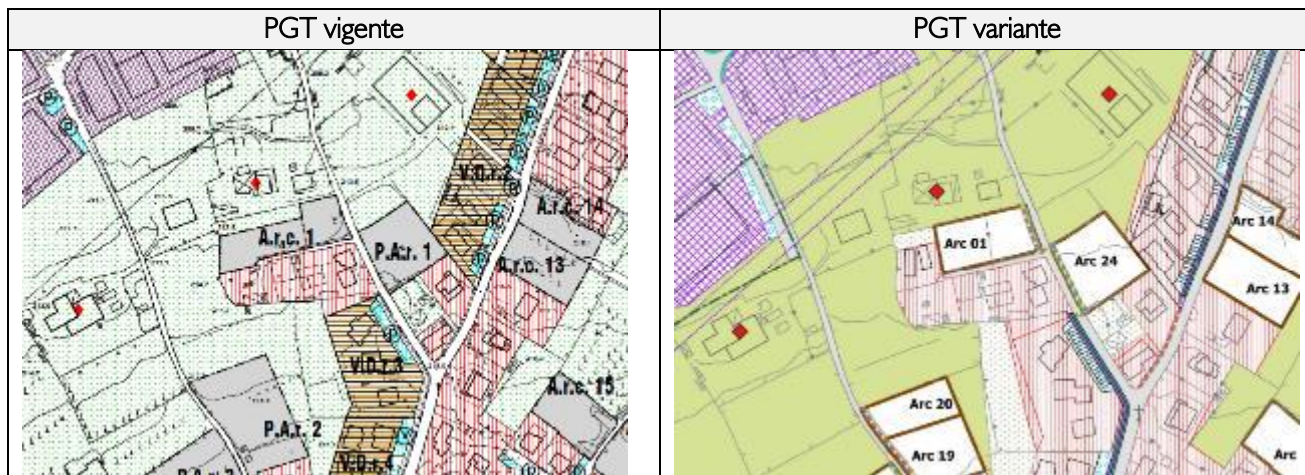 PGT vigente
PGT variante
V.D.r.2
A.r.c. 14
A.r.c. 1
P.A.r. 1
A.r.c. 13
V.D.r.3
A.r.c. 15
P.A.r. 2
V.D.r.4
Arc 14
Arc 01
Arc 24
Arc 13
Arc 20
Arc 19
Arc